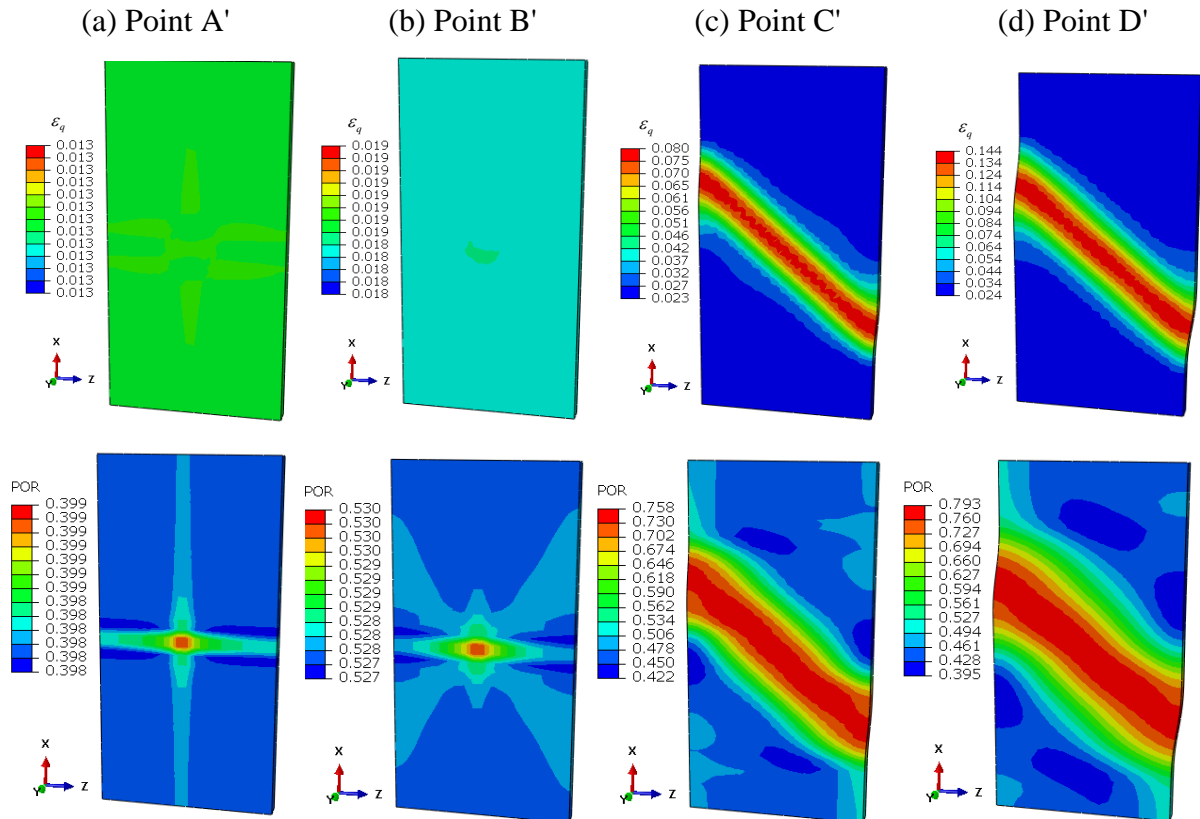 (a) Point A'
(b) Point B'
(c) Point C'
(d) Point D'
ε_q
0.013
0.013
0.013
0.013
0.013
0.013
0.013
0.013
0.013
0.013
0.013
0.013
0.013
X
Y
Z
ε_q
0.019
0.019
0.019
0.019
0.019
0.019
0.019
0.018
0.018
0.018
0.018
0.018
0.018
X
Y
Z
ε_q
0.080
0.075
0.070
0.065
0.061
0.056
0.051
0.046
0.042
0.037
0.032
0.027
0.023
X
Y
Z
ε_q
0.144
0.134
0.124
0.114
0.104
0.094
0.084
0.074
0.064
0.054
0.044
0.034
0.024
X
Y
Z
POR
0.399
0.399
0.399
0.399
0.399
0.399
0.398
0.398
0.398
0.398
0.398
0.398
0.398
X
Y
Z
POR
0.530
0.530
0.530
0.530
0.529
0.529
0.529
0.529
0.528
0.528
0.528
0.527
0.527
X
Y
Z
POR
0.758
0.730
0.702
0.674
0.646
0.618
0.590
0.562
0.534
0.506
0.478
0.450
0.422
X
Y
Z
POR
0.793
0.760
0.727
0.694
0.660
0.627
0.594
0.561
0.527
0.494
0.461
0.428
0.395
X
Y
Z